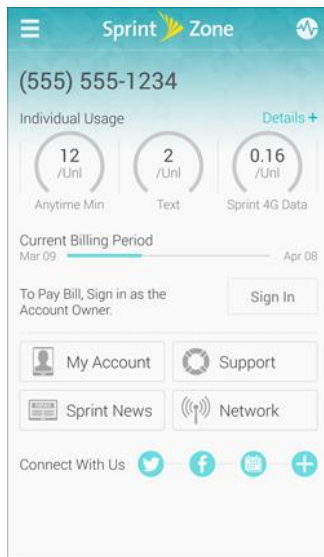 Sprint Zone
(555) 555-1234
Individual Usage Details +
12 2 0.16
/Unl /Unl /Unl
Anytime Min Text Sprint 4G Data
Current Billing Period
Mar 09 Apr 08
To Pay Bill, Sign in as the
Account Owner.
Sign In
My Account Support
Sprint News Network
Connect With Us